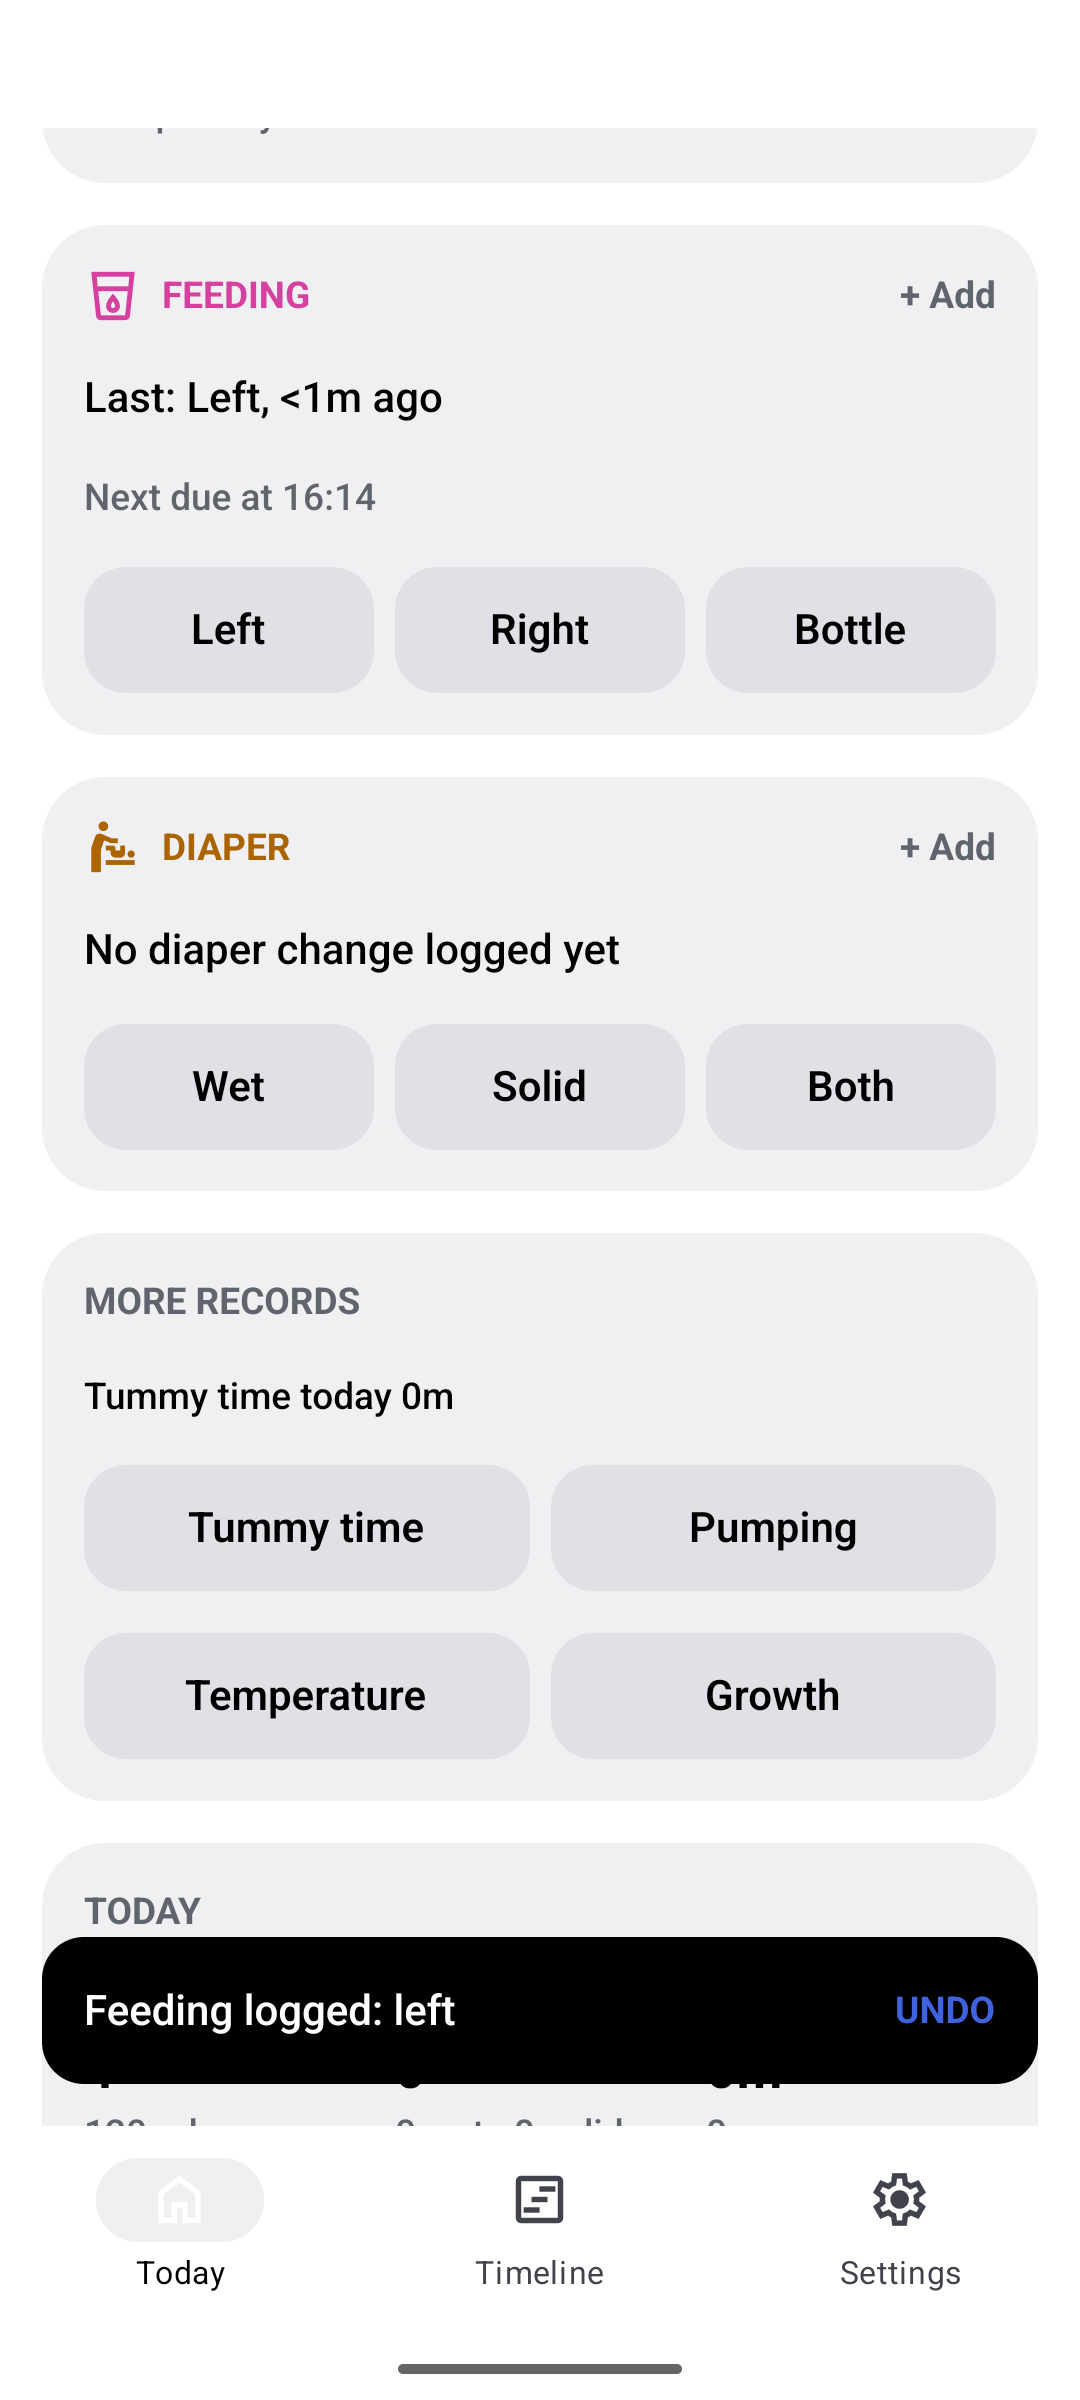 FEEDING
+ Add
Last: Left, <1m ago
Next due at 16:14
Left
Right
Bottle
DIAPER
+ Add
No diaper change logged yet
Wet
Solid
Both
MORE RECORDS
Tummy time today 0m
Tummy time
Pumping
Temperature
Growth
TODAY
Feeding logged: left
UNDO
Today
Timeline
Settings